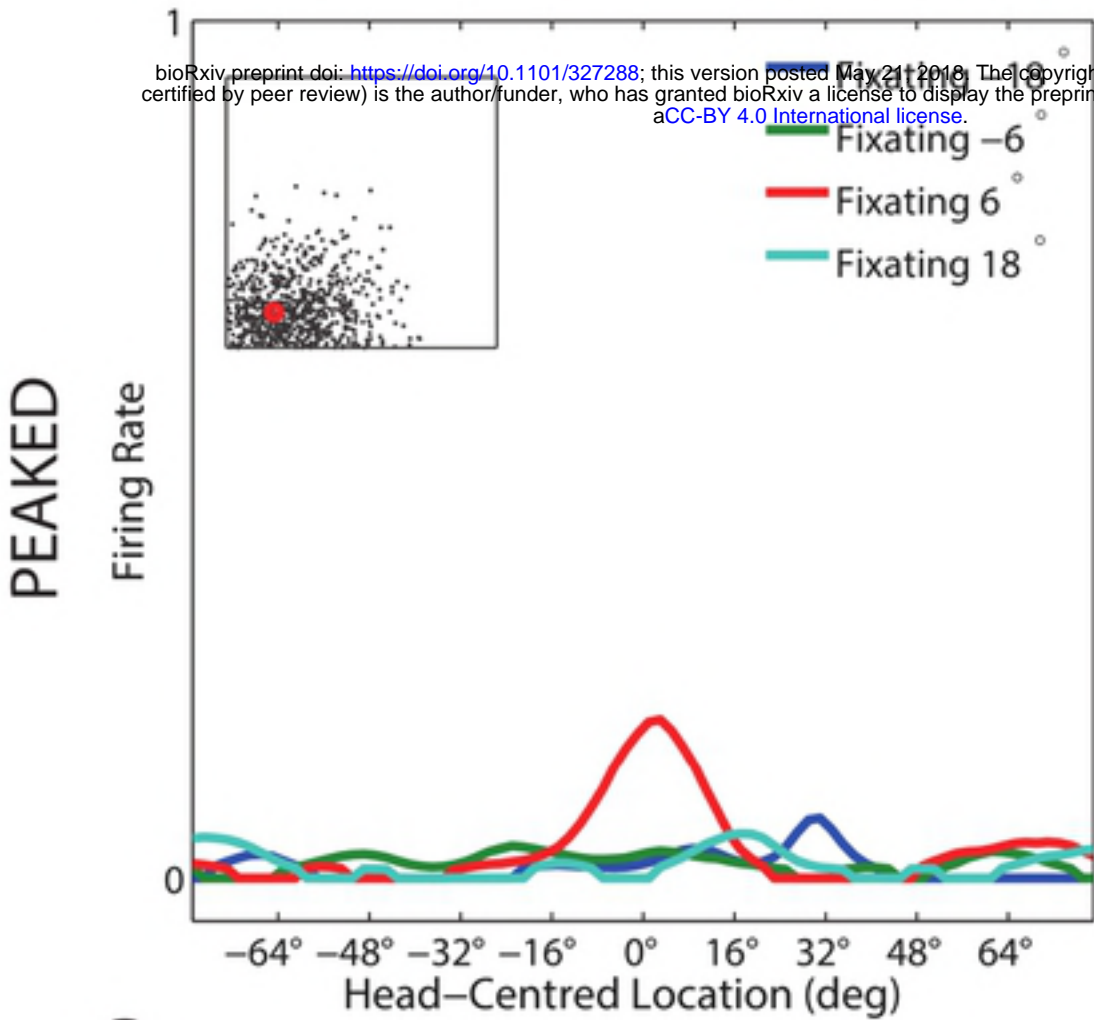 1
bioRxiv preprint doi: https://doi.org/10.1101/327288; this version posted May 21, 2018. The copyrigh
certified by peer review) is the author/funder, who has granted bioRxiv a license to display the preprin
aCC-BY 4.0 International license.
Fixating −18°
Fixating −6°
Fixating 6°
Fixating 18°
PEAKED
Firing Rate
0
−64° −48° −32° −16° 0° 16° 32° 48° 64°
Head−Centred Location (deg)